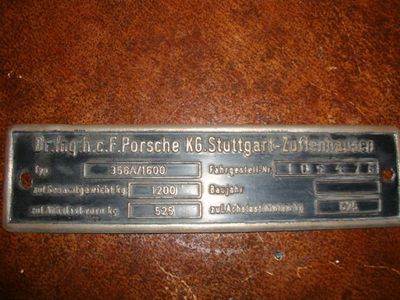 Dr.Ing.h.c.F.Porsche KG.Stuttgart-Zuffenhausen
Typ 356A/1600 Fahrgestell-Nr.
zul.Gesamtgewicht kg 1200 Baujahr
zul.Achslast vorn kg 525 zul.Achslast hinten kg